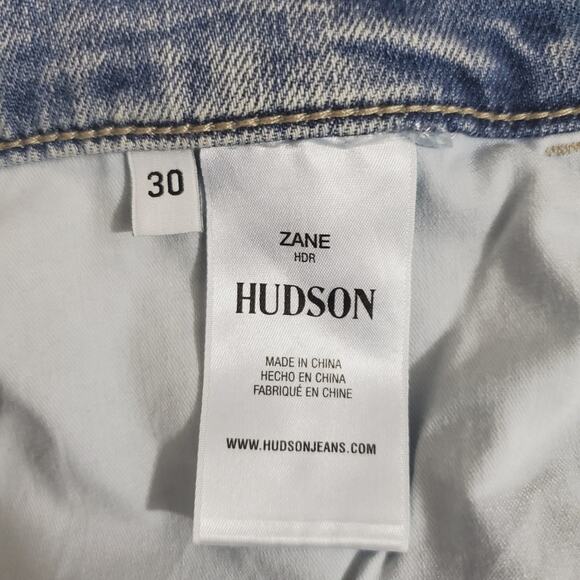 30
ZANE
HDR
HUDSON
MADE IN CHINA
HECHO EN CHINA
FABRIQUÉ EN CHINE
WWW.HUDSONJEANS.COM